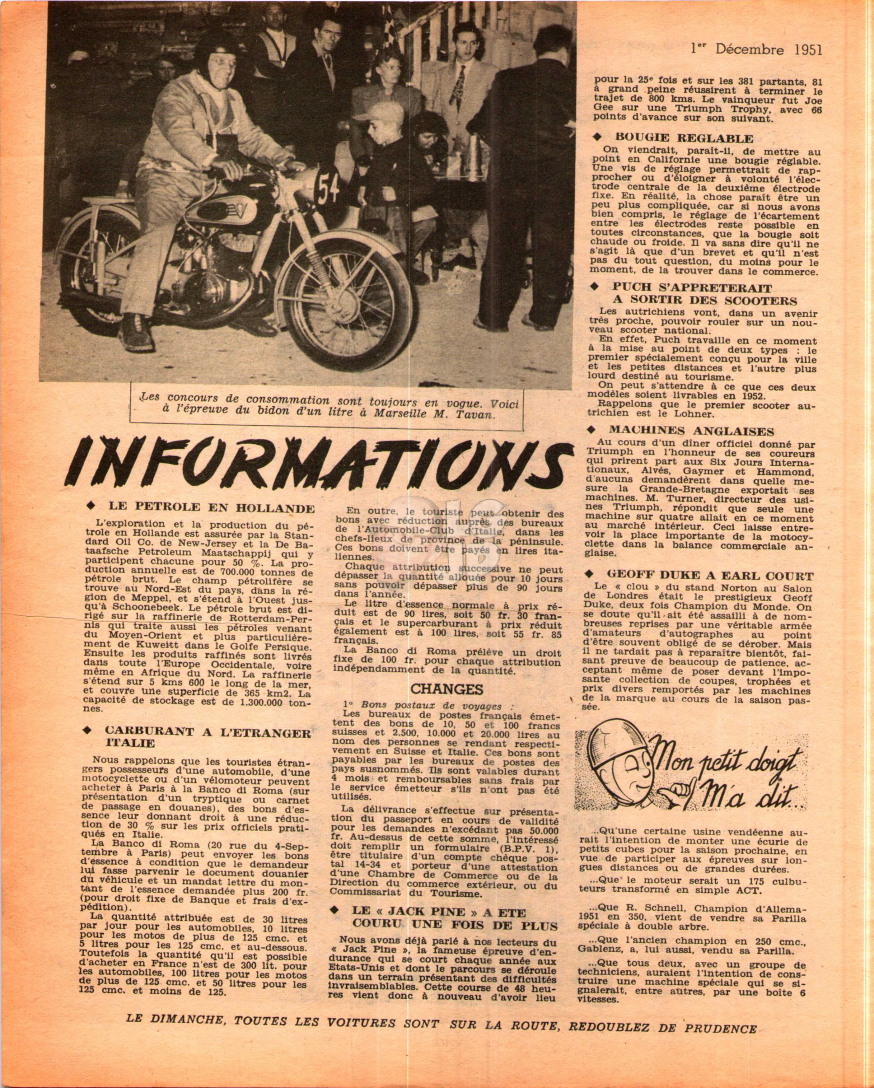 1er Décembre 1951
54
Les concours de consommation sont toujours en vogue. Voici
à l'épreuve du bidon d'un litre à Marseille M. Tavan.
INFORMATIONS
◆ LE PETROLE EN HOLLANDE
L'exploration et la production du pé-
trole en Hollande est assurée par la Stan-
dard Oil Co. de New-Jersey et la De Ba-
taafsche Petroleum Maatschappij qui y
participent chacune pour 50 %. La pro-
duction annuelle est de 700.000 tonnes de
pétrole brut. Le champ pétrolifère se
trouve au Nord-Est du pays, dans la ré-
gion de Meppel, et s'étend à l'Ouest jus-
qu'à Schoonebeek. Le pétrole brut est di-
rigé sur la raffinerie de Rotterdam-Per-
nis qui traite aussi les pétroles venant
du Moyen-Orient et plus particulière-
ment de Kuweitt dans le Golfe Persique.
Ensuite les produits raffinés sont livrés
dans toute l'Europe Occidentale, voire
même en Afrique du Nord. La raffinerie
s'étend sur 5 kms 600 le long de la mer,
et couvre une superficie de 365 km2. La
capacité de stockage est de 1.300.000 ton-
nes.
◆ CARBURANT A L'ETRANGER
ITALIE
Nous rappelons que les touristes étran-
gers possesseurs d'une automobile, d'une
motocyclette ou d'un vélomoteur peuvent
acheter à Paris à la Banco di Roma (sur
présentation d'un tryptique ou carnet
de passage en douanes), des bons d'es-
sence leur donnant droit à une réduc-
tion de 30 % sur les prix officiels prati-
qués en Italie.
La Banco di Roma (20 rue du 4-Sep-
tembre à Paris) peut envoyer les bons
d'éssence à condition que le demandeur
lui fasse parvenir le document douanier
du véhicule et un mandat lettre du mon-
tant de l'essence demandée plus 200 fr.
(pour droit fixe de Banque et frais d'ex-
pédition).
La quantité attribuée est de 30 litres
par jour pour les automobiles, 10 litres
pour les motos de plus de 125 cmc. et
5 litres pour les 125 cmc. et au-dessous.
Toutefois la quantité qu'il est possible
d'acheter en France n'est de 300 lit. pour
les automobiles, 100 litres pour les motos
de plus de 125 cmc. et 50 litres pour les
125 cmc. et moins de 125.
En outre, le touriste peut obtenir des
bons avec réduction auprès des bureaux
de l'Automobile-Club d'Italie, dans les
chefs-lieux de province de la péninsule.
Ces bons doivent être payés en lires ita-
liennes.
Chaque attribution successive ne peut
dépasser la quantité allouée pour 10 jours
sans pouvoir dépasser plus de 90 jours
dans l'année.
Le litre d'essence normale à prix ré-
duit est de 90 lires, soit 50 fr. 30 fran-
çais et le supercarburant à prix réduit
également est à 100 lires, soit 55 fr. 85
français.
La Banco di Roma prélève un droit
fixe de 100 fr. pour chaque attribution
indépendamment de la quantité.
CHANGES
1° Bons postaux de voyages :
Les bureaux de postes français émet-
tent des bons de 10, 50 et 100 francs
suisses et 2.500, 10.000 et 20.000 lires au
nom des personnes se rendant respecti-
vement en Suisse et Italie. Ces bons sont
payables par les bureaux de postes des
pays susnommés. Ils sont valables durant
4 mois et remboursables sans frais par
le service émetteur s'ils n'ont pas été
utilisés.
La délivrance s'effectue sur présenta-
tion du passeport en cours de validité
pour les demandes n'excédant pas 50.000
fr. Au-dessus de cette somme, l'intéressé
doit remplir un formulaire (B.P.V. 1),
être titulaire d'un compte chèque pos-
tal 14-34 et porteur d'une attestation
d'une Chambre de Commerce ou de la
Direction du commerce extérieur, ou du
Commissariat du Tourisme.
◆ LE « JACK PINE » A ETE
COURU UNE FOIS DE PLUS
Nous avons déjà parlé à nos lecteurs du
« Jack Pine », la fameuse épreuve d'en-
durance qui se court chaque année aux
Etats-Unis et dont le parcours se déroule
dans un terrain présentant des difficultés
invraisemblables. Cette course de 48 heu-
res vient donc à nouveau d'avoir lieu
pour la 25e fois et sur les 381 partants, 81
à grand peine réussirent à terminer le
trajet de 800 kms. Le vainqueur fut Joe
Gee sur une Triumph Trophy, avec 66
points d'avance sur son suivant.
◆ BOUGIE REGLABLE
On viendrait, paraît-il, de mettre au
point en Californie une bougie réglable.
Une vis de réglage permettrait de rap-
procher ou d'éloigner à volonté l'élec-
trode centrale de la deuxième électrode
fixe. En réalité, la chose paraît être un
peu plus compliquée, car si nous avons
bien compris, le réglage de l'écartement
entre les électrodes reste possible en
toutes circonstances, que la bougie soit
chaude ou froide. Il va sans dire qu'il ne
s'agit là que d'un brevet et qu'il n'est
pas du tout question, du moins pour le
moment, de la trouver dans le commerce.
◆ PUCH S'APPRETERAIT
A SORTIR DES SCOOTERS
Les autrichiens vont, dans un avenir
très proche, pouvoir rouler sur un nou-
veau scooter national.
En effet, Puch travaille en ce moment
à la mise au point de deux types : le
premier spécialement conçu pour la ville
et les petites distances et l'autre plus
lourd destiné au tourisme.
On peut s'attendre à ce que ces deux
modèles soient livrables en 1952.
Rappelons que le premier scooter au-
trichien est le Lohner.
◆ MACHINES ANGLAISES
Au cours d'un dîner officiel donné par
Triumph en l'honneur de ses coureurs
qui prirent part aux Six Jours Interna-
tionaux, Alvés, Gaymer et Hammond,
d'aucuns demandèrent dans quelle me-
sure la Grande-Bretagne exportait ses
machines. M. Turner, directeur des usi-
nes Triumph, répondit que seule une
machine sur quatre allait en ce moment
au marché intérieur. Ceci laisse entre-
voir la place importante de la motocy-
clette dans la balance commerciale an-
glaise.
◆ GEOFF DUKE A EARL COURT
Le « clou » du stand Norton au Salon
de Londres était le prestigieux Geoff
Duke, deux fois Champion du Monde. On
se doute qu'il ait été assailli à de nom-
breuses reprises par une véritable armée
d'amateurs d'autographes au point
d'être souvent obligé de se dérober. Mais
il ne tardait pas à reparaître bientôt, fai-
sant preuve de beaucoup de patience, ac-
ceptant même de poser devant l'impo-
sante collection de coupes, trophées et
prix divers remportés par les machines
de la marque au cours de la saison pas-
sée.
Mon petit doigt
M'a dit...
...Qu'une certaine usine vendéenne au-
rait l'intention de monter une écurie de
petits cubes pour la saison prochaine, en
vue de participer aux épreuves sur lon-
gues distances ou de grandes durées.
...Que le moteur serait un 175 culbu-
teurs transformé en simple ACT.
...Que R. Schnell, Champion d'Allema-
1951 en 350, vient de vendre sa Parilla
spéciale à double arbre.
...Que l'ancien champion en 250 cmc.,
Gablenz, a, lui aussi, vendu sa Parilla.
...Que tous deux, avec un groupe de
techniciens, auraient l'intention de cons-
truire une machine spéciale qui se si-
gnalerait, entre autres, par une boîte 6
vitesses.
LE DIMANCHE, TOUTES LES VOITURES SONT SUR LA ROUTE, REDOUBLEZ DE PRUDENCE